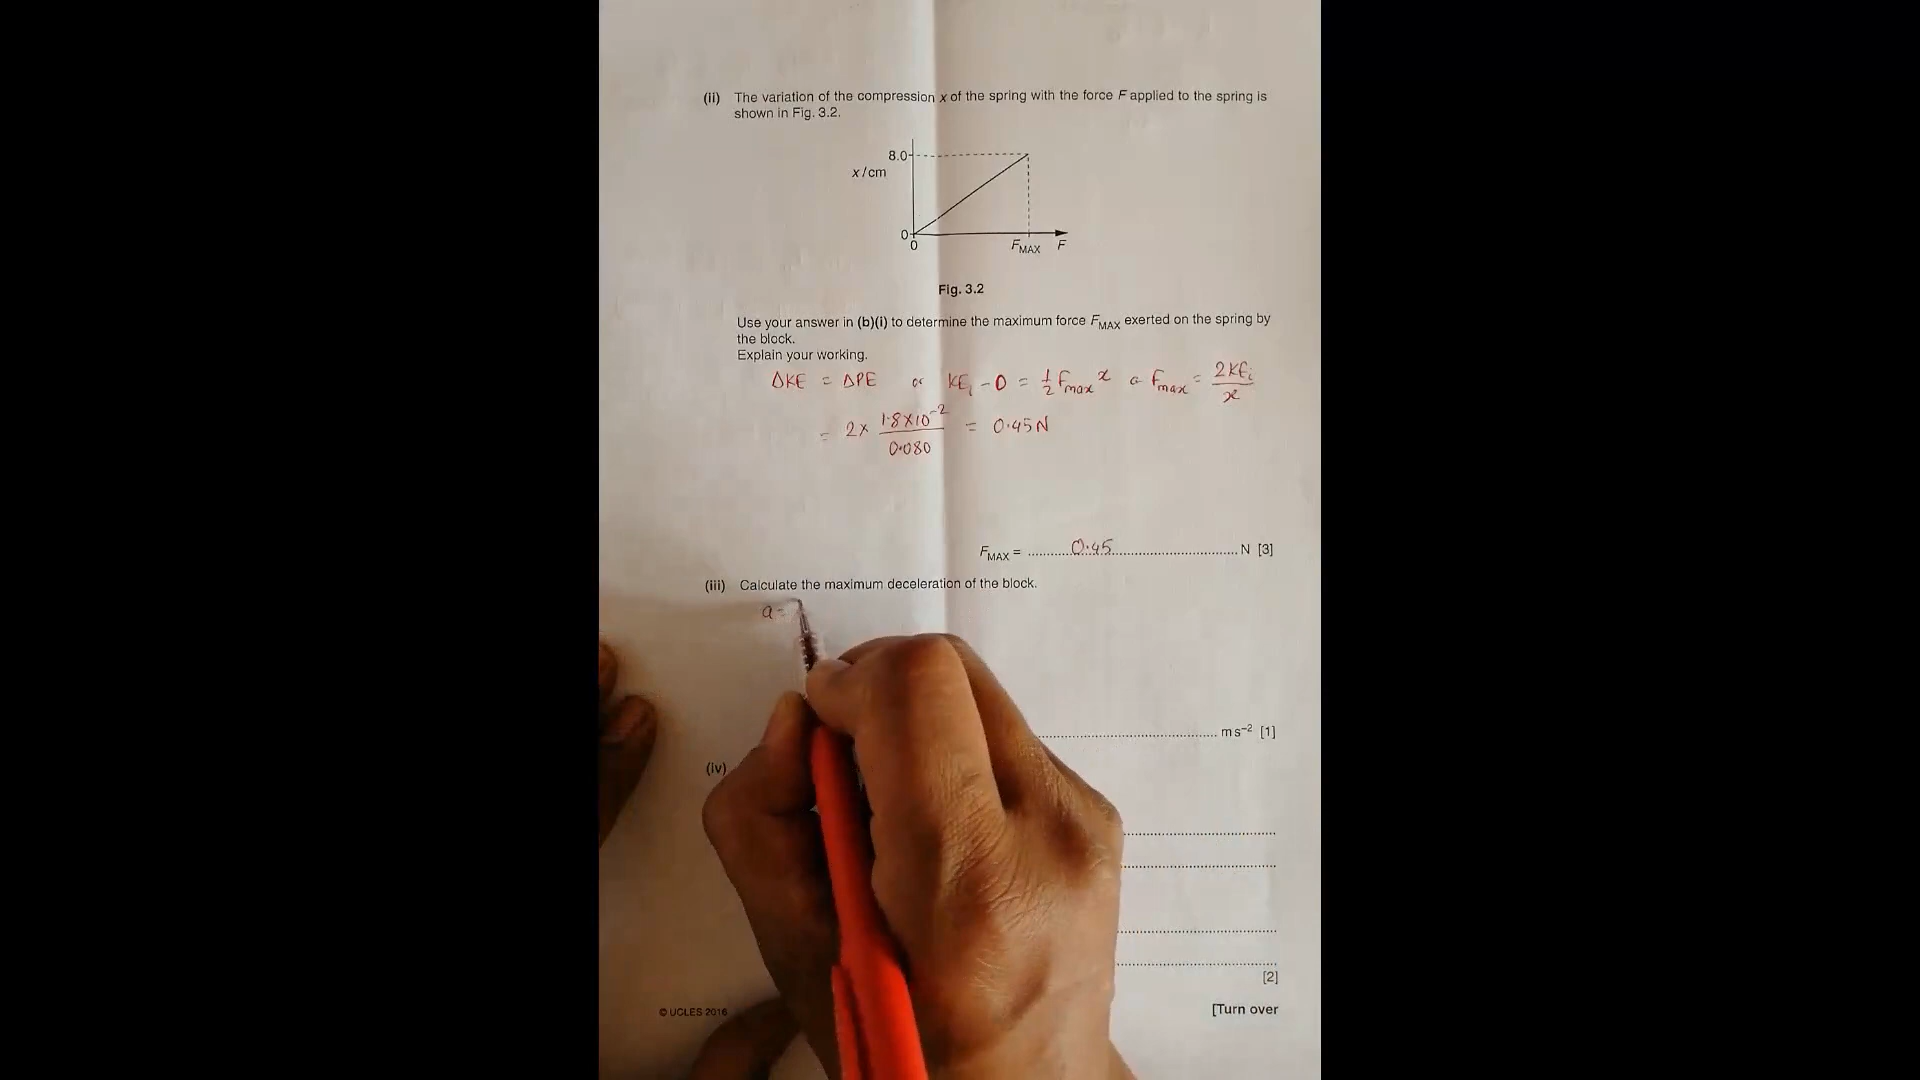 (ii) The variation of the compression x of the spring with the force F applied to the spring is
shown in Fig. 3.2.
8.0
x / cm
0
0 FMAX F
Fig. 3.2
Use your answer in (b)(i) to determine the maximum force FMAX exerted on the spring by
the block.
Explain your working.
ΔKE = ΔPE or KEi - 0 = 1/2 Fmax x or Fmax = 2KEi / x
= 2 × 1.8×10^-2 / 0.080 = 0.45N
FMAX = ........ 0.45 ........ N [3]
(iii) Calculate the maximum deceleration of the block.
a =
........ m s−2 [1]
(iv)
[2]
© UCLES 2016 [Turn over